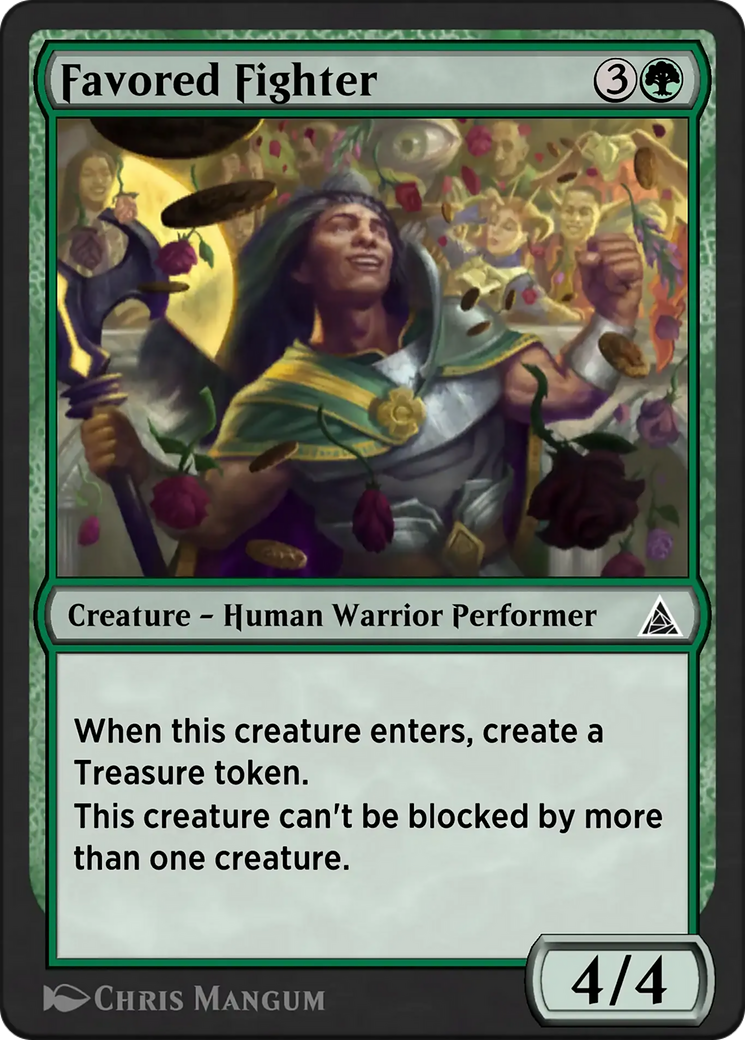 Favored Fighter 3
Creature – Human Warrior Performer
When this creature enters, create a
Treasure token.
This creature can't be blocked by more
than one creature.
4/4
Chris Mangum